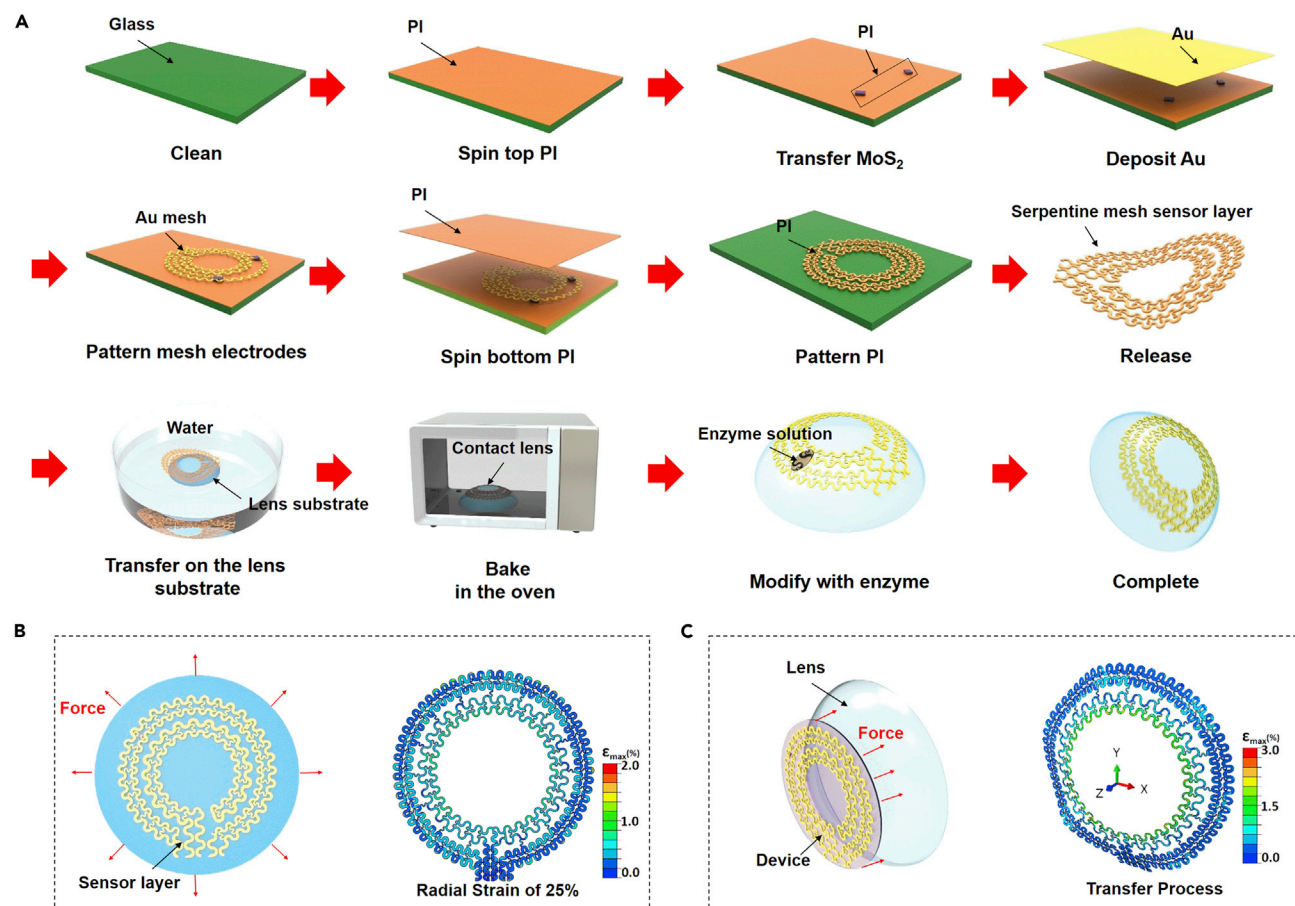 A
Glass
Clean
PI
Spin top PI
PI
Transfer MoS₂
Au
Deposit Au
Au mesh
Pattern mesh electrodes
PI
Spin bottom PI
PI
Pattern PI
Serpentine mesh sensor layer
Release
Water
Lens substrate
Transfer on the lens
substrate
Contact lens
Bake
in the oven
Enzyme solution
Modify with enzyme
Complete
B
Force
Sensor layer
εmax(%)
2.0
1.0
0.0
Radial Strain of 25%
C
Lens
Force
Device
Y
Z
X
εmax(%)
3.0
1.5
0.0
Transfer Process